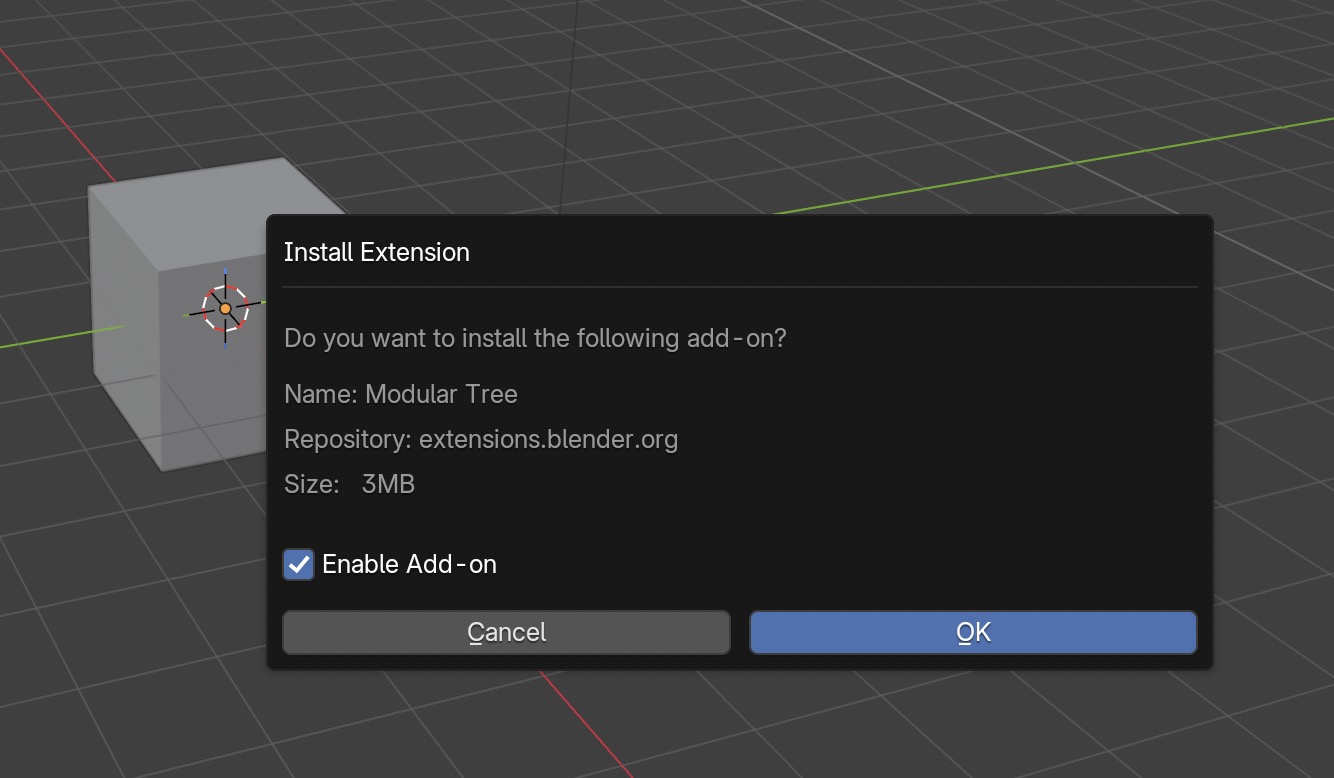 Install Extension
Do you want to install the following add-on?
Name: Modular Tree
Repository: extensions.blender.org
Size: 3MB
Enable Add-on
Cancel
OK